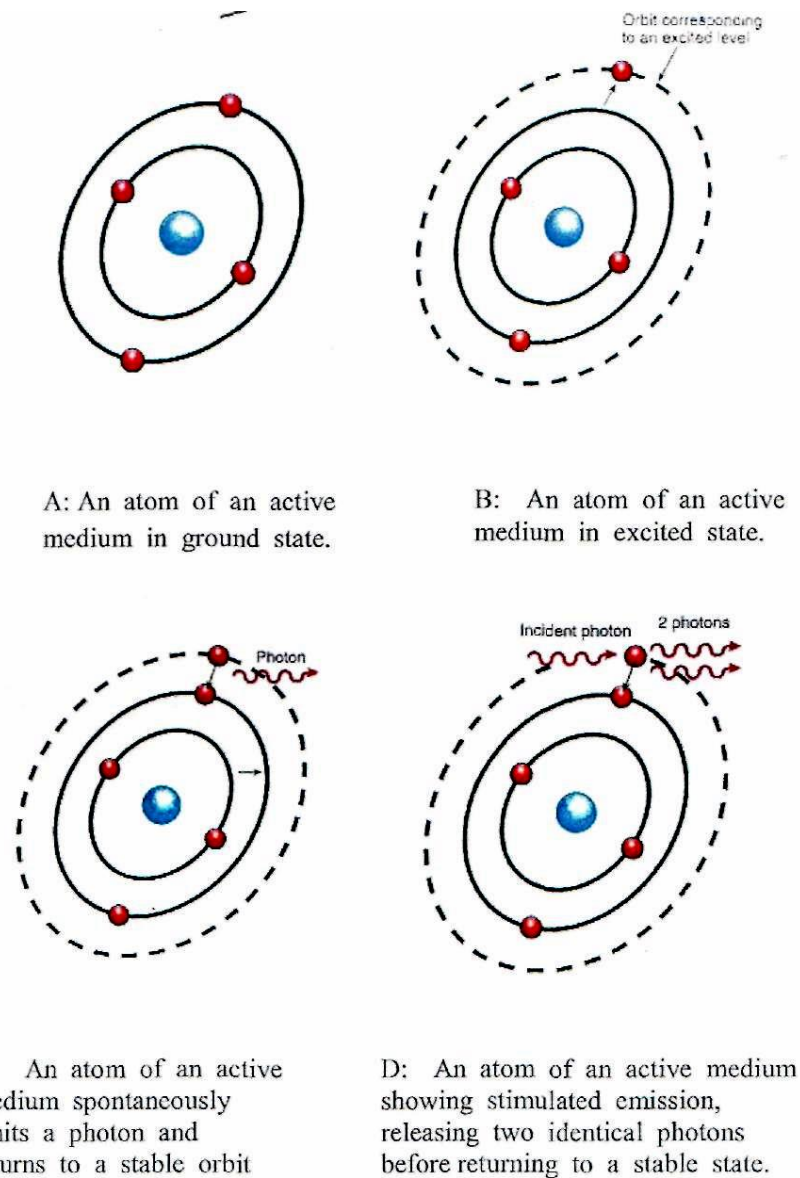 Orbit corresponding
to an excited level
A: An atom of an active
medium in ground state.
B: An atom of an active
medium in excited state.
Photon
Incident photon
2 photons
An atom of an active
edium spontaneously
its a photon and
urns to a stable orbit
D: An atom of an active medium
showing stimulated emission,
releasing two identical photons
before returning to a stable state.